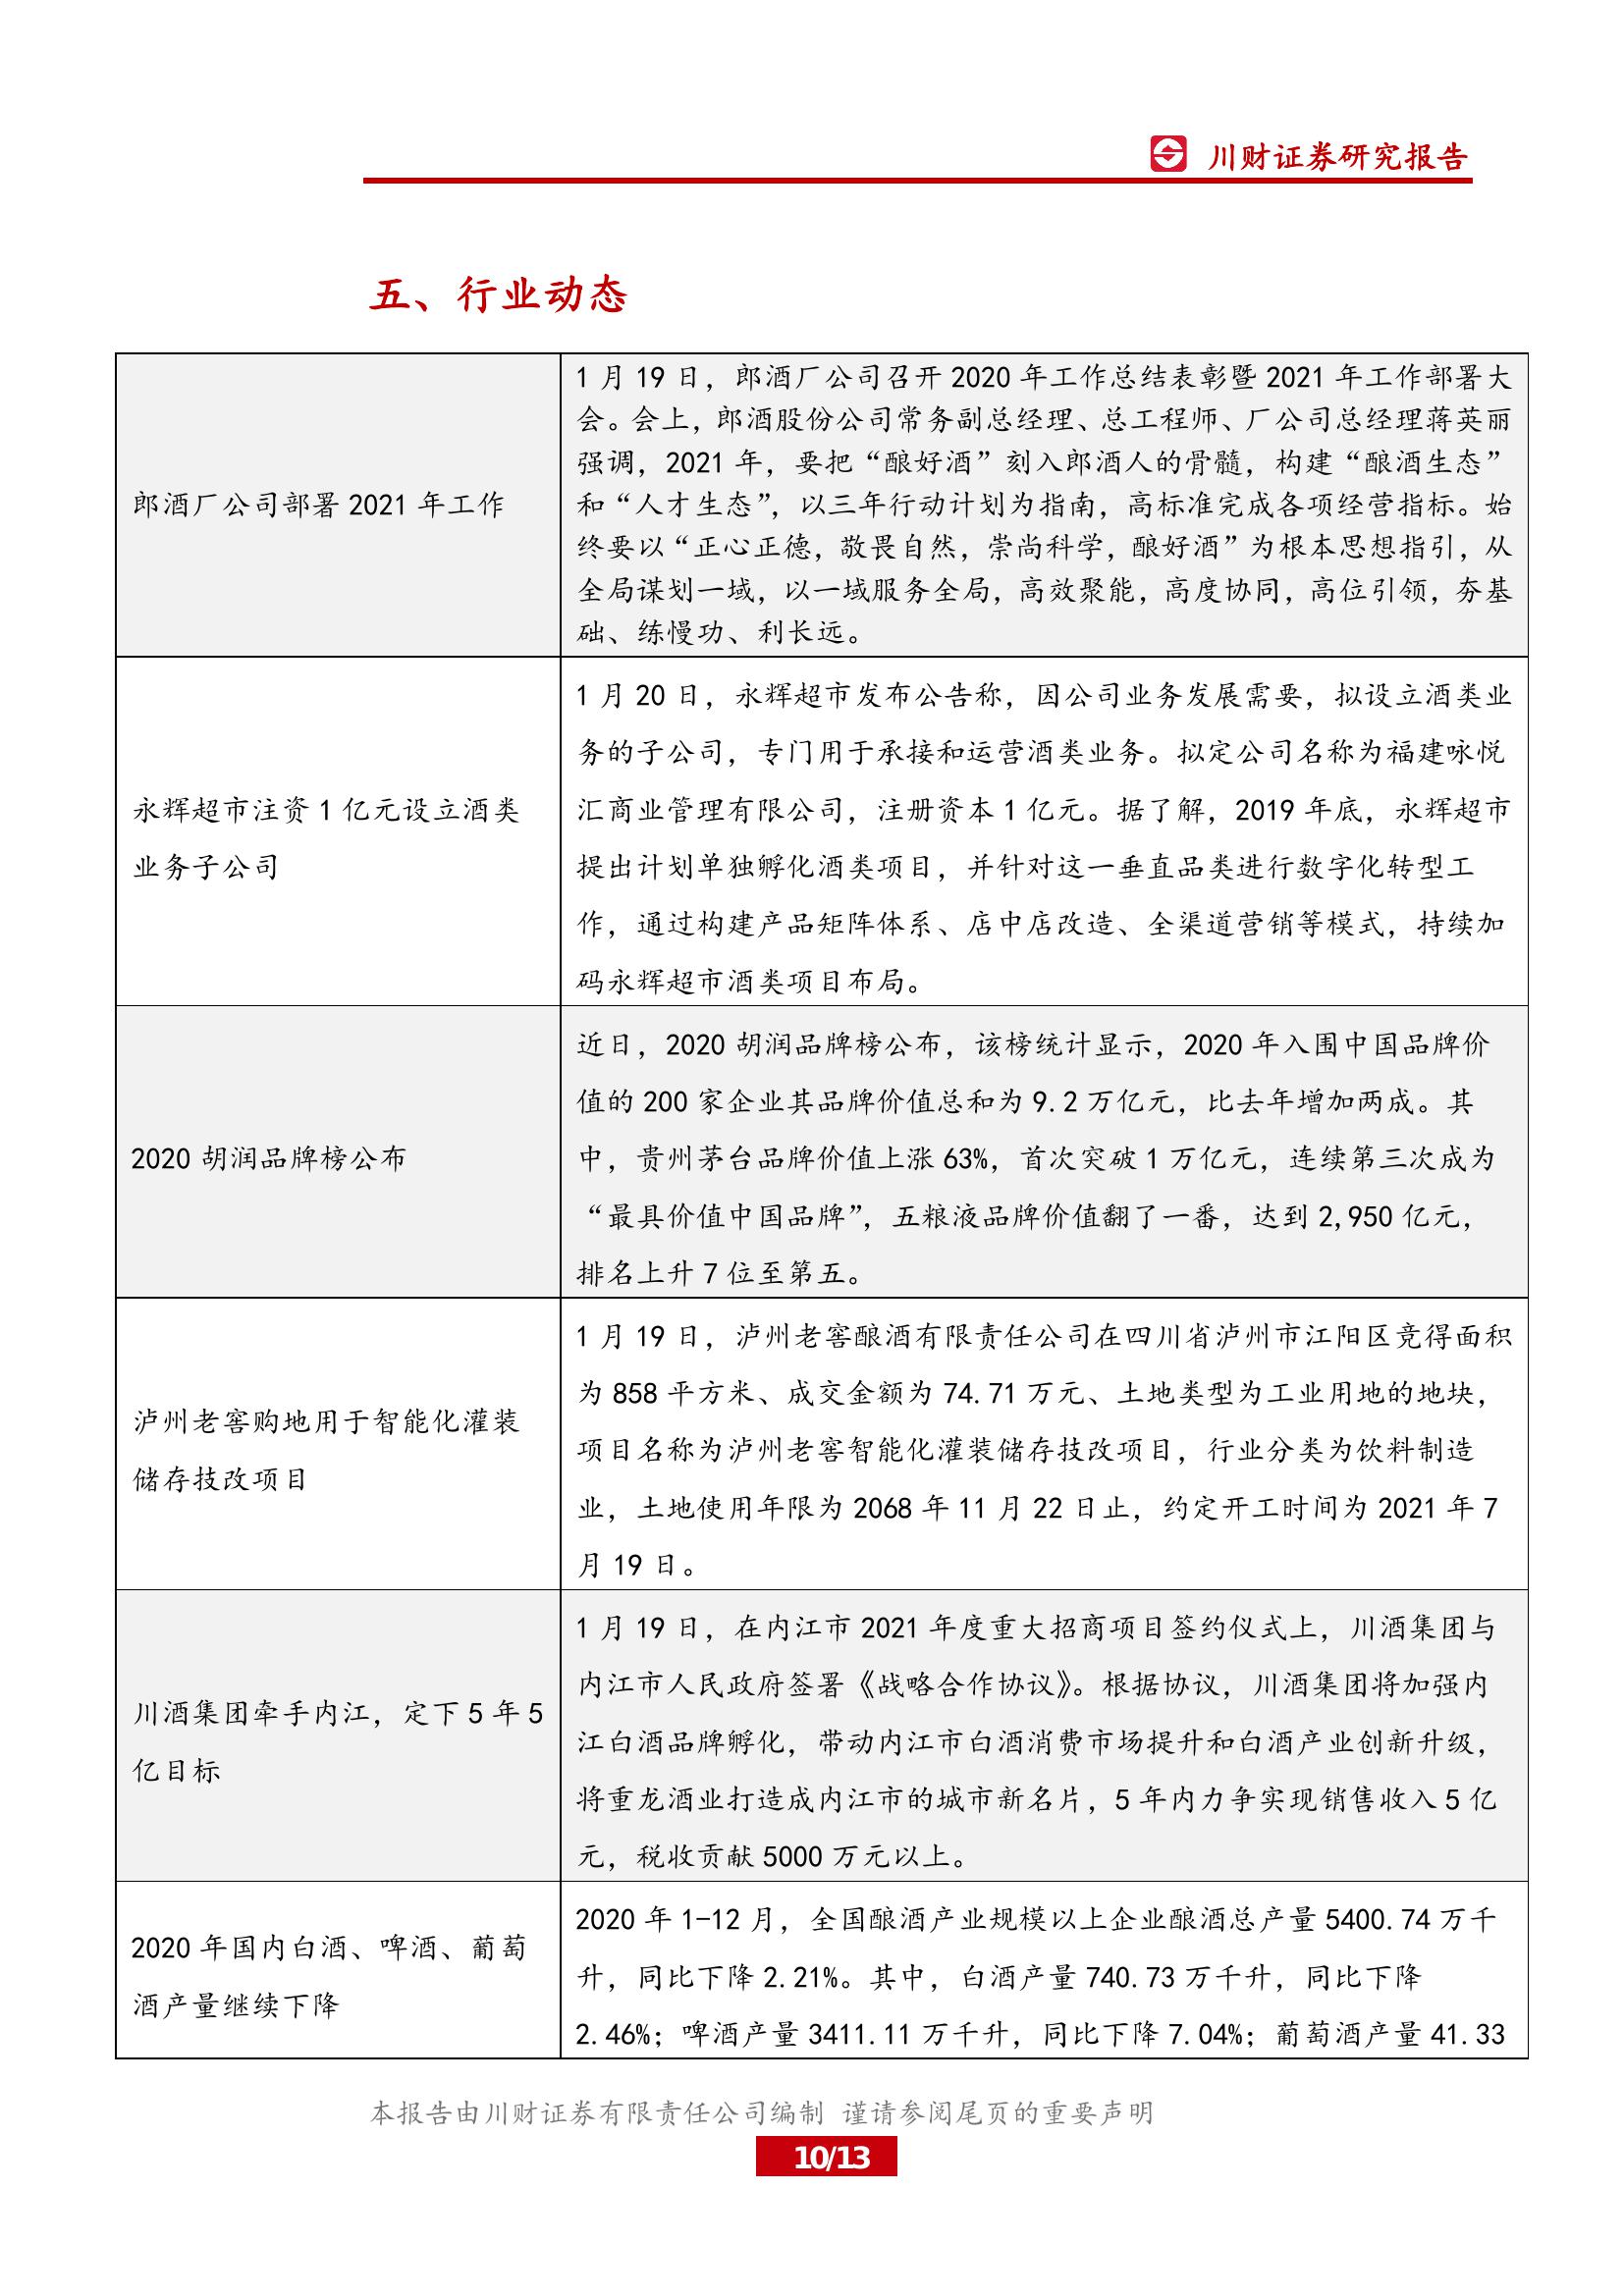 川财证券研究报告
五、行业动态
郎酒厂公司部署 2021 年工作
1 月 19 日，郎酒厂公司召开 2020 年工作总结表彰暨 2021 年工作部署大
会。会上，郎酒股份公司常务副总经理、总工程师、厂公司总经理蒋英丽
强调，2021 年，要把“酿好酒”刻入郎酒人的骨髓，构建“酿酒生态”
和“人才生态”，以三年行动计划为指南，高标准完成各项经营指标。始
终要以“正心正德，敬畏自然，崇尚科学，酿好酒”为根本思想指引，从
全局谋划一域，以一域服务全局，高效聚能，高度协同，高位引领，夯基
础、练慢功、利长远。
永辉超市注资 1 亿元设立酒类
业务子公司
1 月 20 日，永辉超市发布公告称，因公司业务发展需要，拟设立酒类业
务的子公司，专门用于承接和运营酒类业务。拟定公司名称为福建咏悦
汇商业管理有限公司，注册资本 1 亿元。据了解，2019 年底，永辉超市
提出计划单独孵化酒类项目，并针对这一垂直品类进行数字化转型工
作，通过构建产品矩阵体系、店中店改造、全渠道营销等模式，持续加
码永辉超市酒类项目布局。
2020 胡润品牌榜公布
近日，2020 胡润品牌榜公布，该榜统计显示，2020 年入围中国品牌价
值的 200 家企业其品牌价值总和为 9.2 万亿元，比去年增加两成。其
中，贵州茅台品牌价值上涨 63%，首次突破 1 万亿元，连续第三次成为
“最具价值中国品牌”，五粮液品牌价值翻了一番，达到 2,950 亿元，
排名上升 7 位至第五。
泸州老窖购地用于智能化灌装
储存技改项目
1 月 19 日，泸州老窖酿酒有限责任公司在四川省泸州市江阳区竞得面积
为 858 平方米、成交金额为 74.71 万元、土地类型为工业用地的地块，
项目名称为泸州老窖智能化灌装储存技改项目，行业分类为饮料制造
业，土地使用年限为 2068 年 11 月 22 日止，约定开工时间为 2021 年 7
月 19 日。
川酒集团牵手内江，定下 5 年 5
亿目标
1 月 19 日，在内江市 2021 年度重大招商项目签约仪式上，川酒集团与
内江市人民政府签署《战略合作协议》。根据协议，川酒集团将加强内
江白酒品牌孵化，带动内江市白酒消费市场提升和白酒产业创新升级，
将重龙酒业打造成内江市的城市新名片，5 年内力争实现销售收入 5 亿
元，税收贡献 5000 万元以上。
2020 年国内白酒、啤酒、葡萄
酒产量继续下降
2020 年 1-12 月，全国酿酒产业规模以上企业酿酒总产量 5400.74 万千
升，同比下降 2.21%。其中，白酒产量 740.73 万千升，同比下降
2.46%；啤酒产量 3411.11 万千升，同比下降 7.04%；葡萄酒产量 41.33
本报告由川财证券有限责任公司编制 谨请参阅尾页的重要声明
10/13